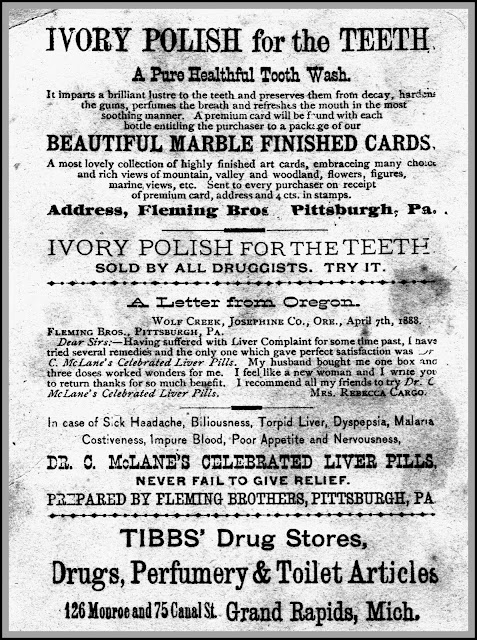 IVORY POLISH for the TEETH.
A Pure Healthful Tooth Wash.
It imparts a brilliant lustre to the teeth and preserves them from decay, hardens
the gums, perfumes the breath and refreshes the mouth in the most
soothing manner. A premium card will be found with each
bottle entitling the purchaser to a package of our
BEAUTIFUL MARBLE FINISHED CARDS.
A most lovely collection of highly finished art cards, embraceing many choice
and rich views of mountain, valley and woodland, flowers, figures,
marine views, etc. Sent to every purchaser on receipt
of premium card, address and 4 cts. in stamps.
Address, Fleming Bros Pittsburgh, Pa.
IVORY POLISH FOR THE TEETH
SOLD BY ALL DRUGGISTS. TRY IT.
A Letter from Oregon.
WOLF CREEK, JOSEPHINE CO., ORE., April 7th, 1888.
FLEMING BROS., PITTSBURGH, PA.
Dear Sirs:—Having suffered with Liver Complaint for some time past, I have
tried several remedies and the only one which gave perfect satisfaction was Dr
C. McLane's Celebrated Liver Pills. My husband bought me one box and
three doses worked wonders for me. I feel like a new woman and I write you
to return thanks for so much benefit. I recommend all my friends to try Dr. C
McLane's Celebrated Liver Pills. MRS. REBECCA CARGO.
In case of Sick Headache, Biliousness, Torpid Liver, Dyspepsia, Malaria
Costiveness, Impure Blood, Poor Appetite and Nervousness,
DR. C. McLANE'S CELEBRATED LIVER PILLS,
NEVER FAIL TO GIVE RELIEF.
PREPARED BY FLEMING BROTHERS, PITTSBURGH, PA
TIBBS' Drug Stores,
Drugs, Perfumery & Toilet Articles
126 Monroe and 75 Canal St. Grand Rapids, Mich.